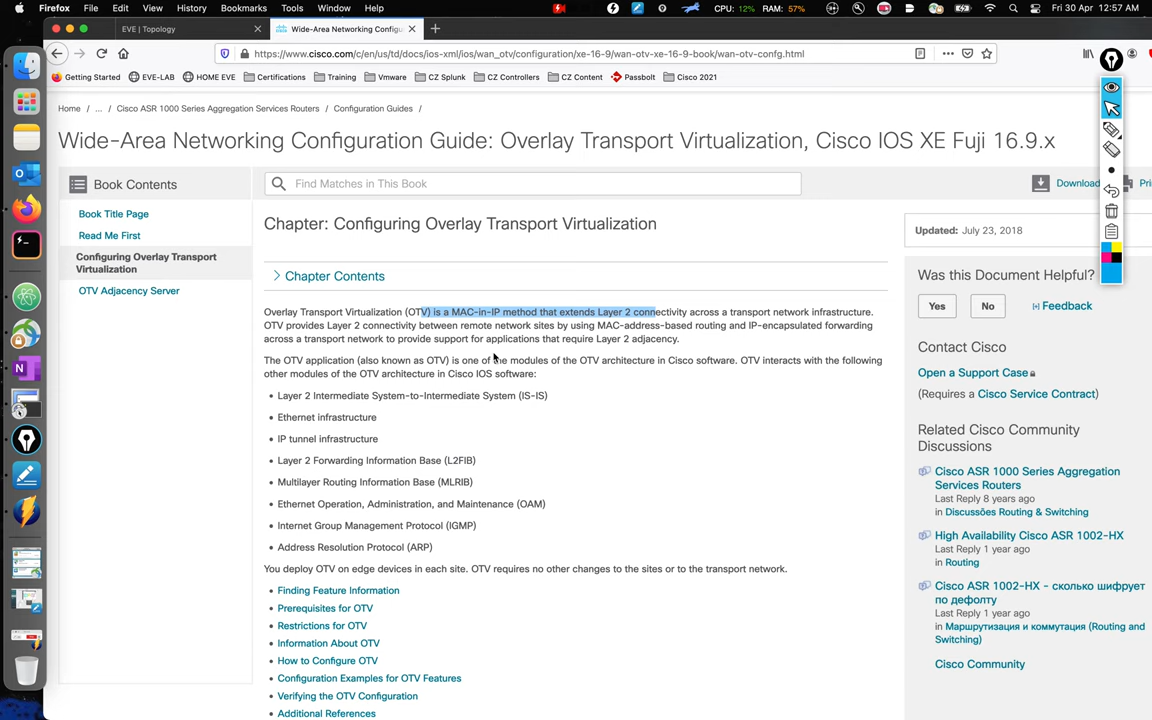 Firefox File Edit View History Bookmarks Tools Window Help CPU: 12% RAM: 57% Fri 30 Apr 12:57 AM
EVE | Topology
Wide-Area Networking Configu
https://www.cisco.com/c/en/us/td/docs/ios-xml/ios/wan_otv/configuration/xe-16-9/wan-otv-xe-16-9-book/wan-otv-confg.html
Getting Started EVE-LAB HOME EVE Certifications Training Vmware CZ Splunk CZ Controllers CZ Content Passbolt Cisco 2021
Home / ... / Cisco ASR 1000 Series Aggregation Services Routers / Configuration Guides /
Wide-Area Networking Configuration Guide: Overlay Transport Virtualization, Cisco IOS XE Fuji 16.9.x
Book Contents
Find Matches in This Book
Download
Pri
Book Title Page
Read Me First
Configuring Overlay Transport
Virtualization
OTV Adjacency Server
Chapter: Configuring Overlay Transport Virtualization
Chapter Contents
Overlay Transport Virtualization (OTV) is a MAC-in-IP method that extends Layer 2 connectivity across a transport network infrastructure.
OTV provides Layer 2 connectivity between remote network sites by using MAC-address-based routing and IP-encapsulated forwarding
across a transport network to provide support for applications that require Layer 2 adjacency.
The OTV application (also known as OTV) is one of the modules of the OTV architecture in Cisco software. OTV interacts with the following
other modules of the OTV architecture in Cisco IOS software:
• Layer 2 Intermediate System-to-Intermediate System (IS-IS)
• Ethernet infrastructure
• IP tunnel infrastructure
• Layer 2 Forwarding Information Base (L2FIB)
• Multilayer Routing Information Base (MLRIB)
• Ethernet Operation, Administration, and Maintenance (OAM)
• Internet Group Management Protocol (IGMP)
• Address Resolution Protocol (ARP)
You deploy OTV on edge devices in each site. OTV requires no other changes to the sites or to the transport network.
• Finding Feature Information
• Prerequisites for OTV
• Restrictions for OTV
• Information About OTV
• How to Configure OTV
• Configuration Examples for OTV Features
• Verifying the OTV Configuration
• Additional References
Updated: July 23, 2018
Was this Document Helpful?
Yes No [+] Feedback
Contact Cisco
Open a Support Case
(Requires a Cisco Service Contract)
Related Cisco Community
Discussions
Cisco ASR 1000 Series Aggregation
Services Routers
Last Reply 8 years ago
in Discussões Routing & Switching
High Availability Cisco ASR 1002-HX
Last Reply 1 year ago
in Routing
Cisco ASR 1002-HX - сколько шифрует
по дефолту
Last Reply 1 year ago
in Маршрутизация и коммутация (Routing and
Switching)
Cisco Community